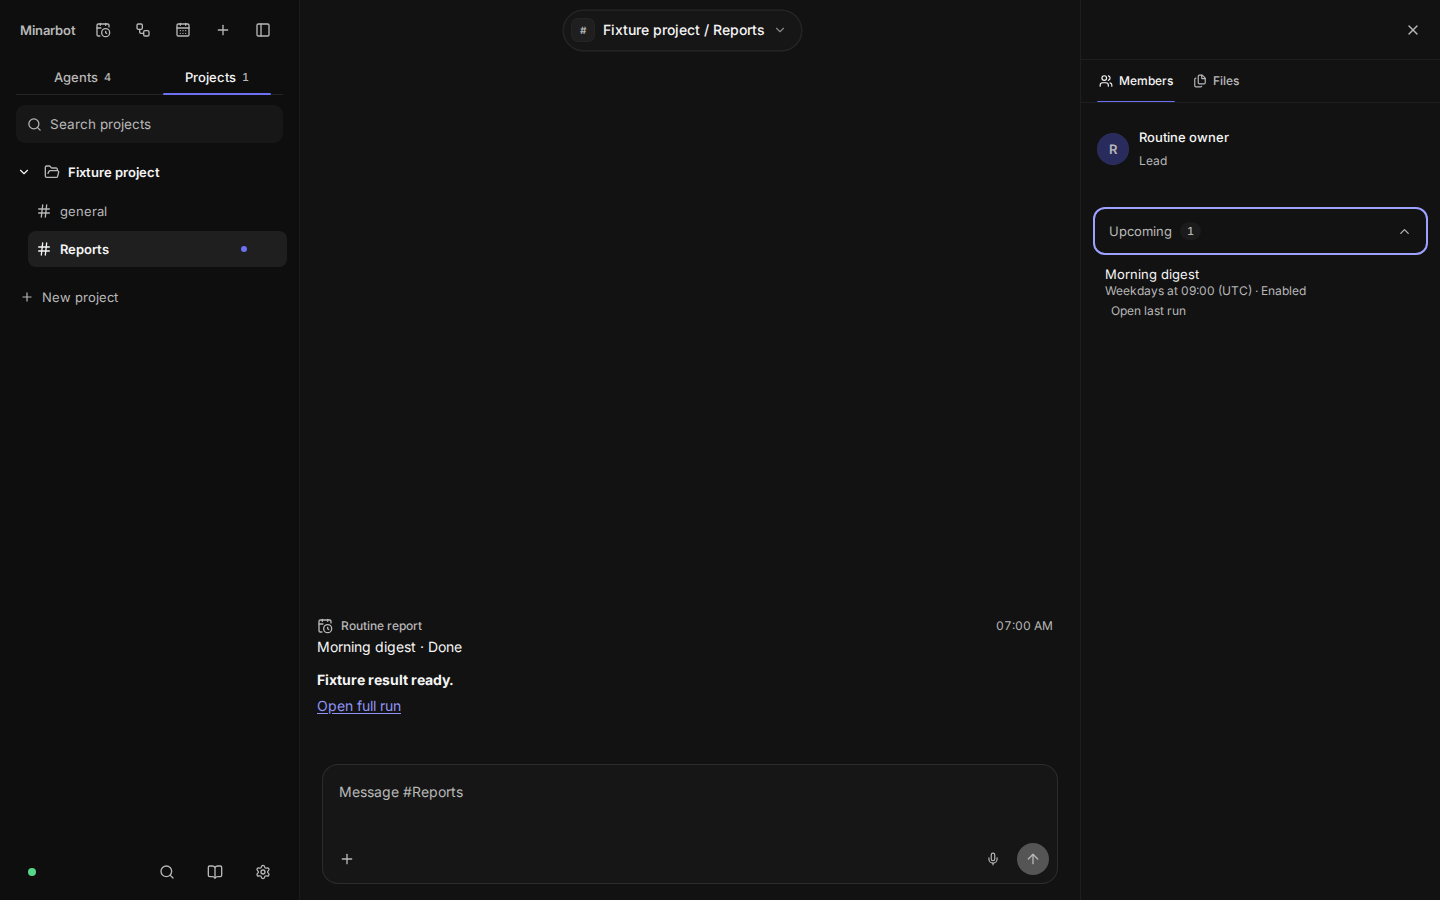 Minarbot
Agents 4
Projects 1
Search projects
Fixture project
general
Reports
New project
# Fixture project / Reports
Routine report
07:00 AM
Morning digest · Done
Fixture result ready.
Open full run
Message #Reports
Members
Files
R
Routine owner
Lead
Upcoming 1
Morning digest
Weekdays at 09:00 (UTC) · Enabled
Open last run